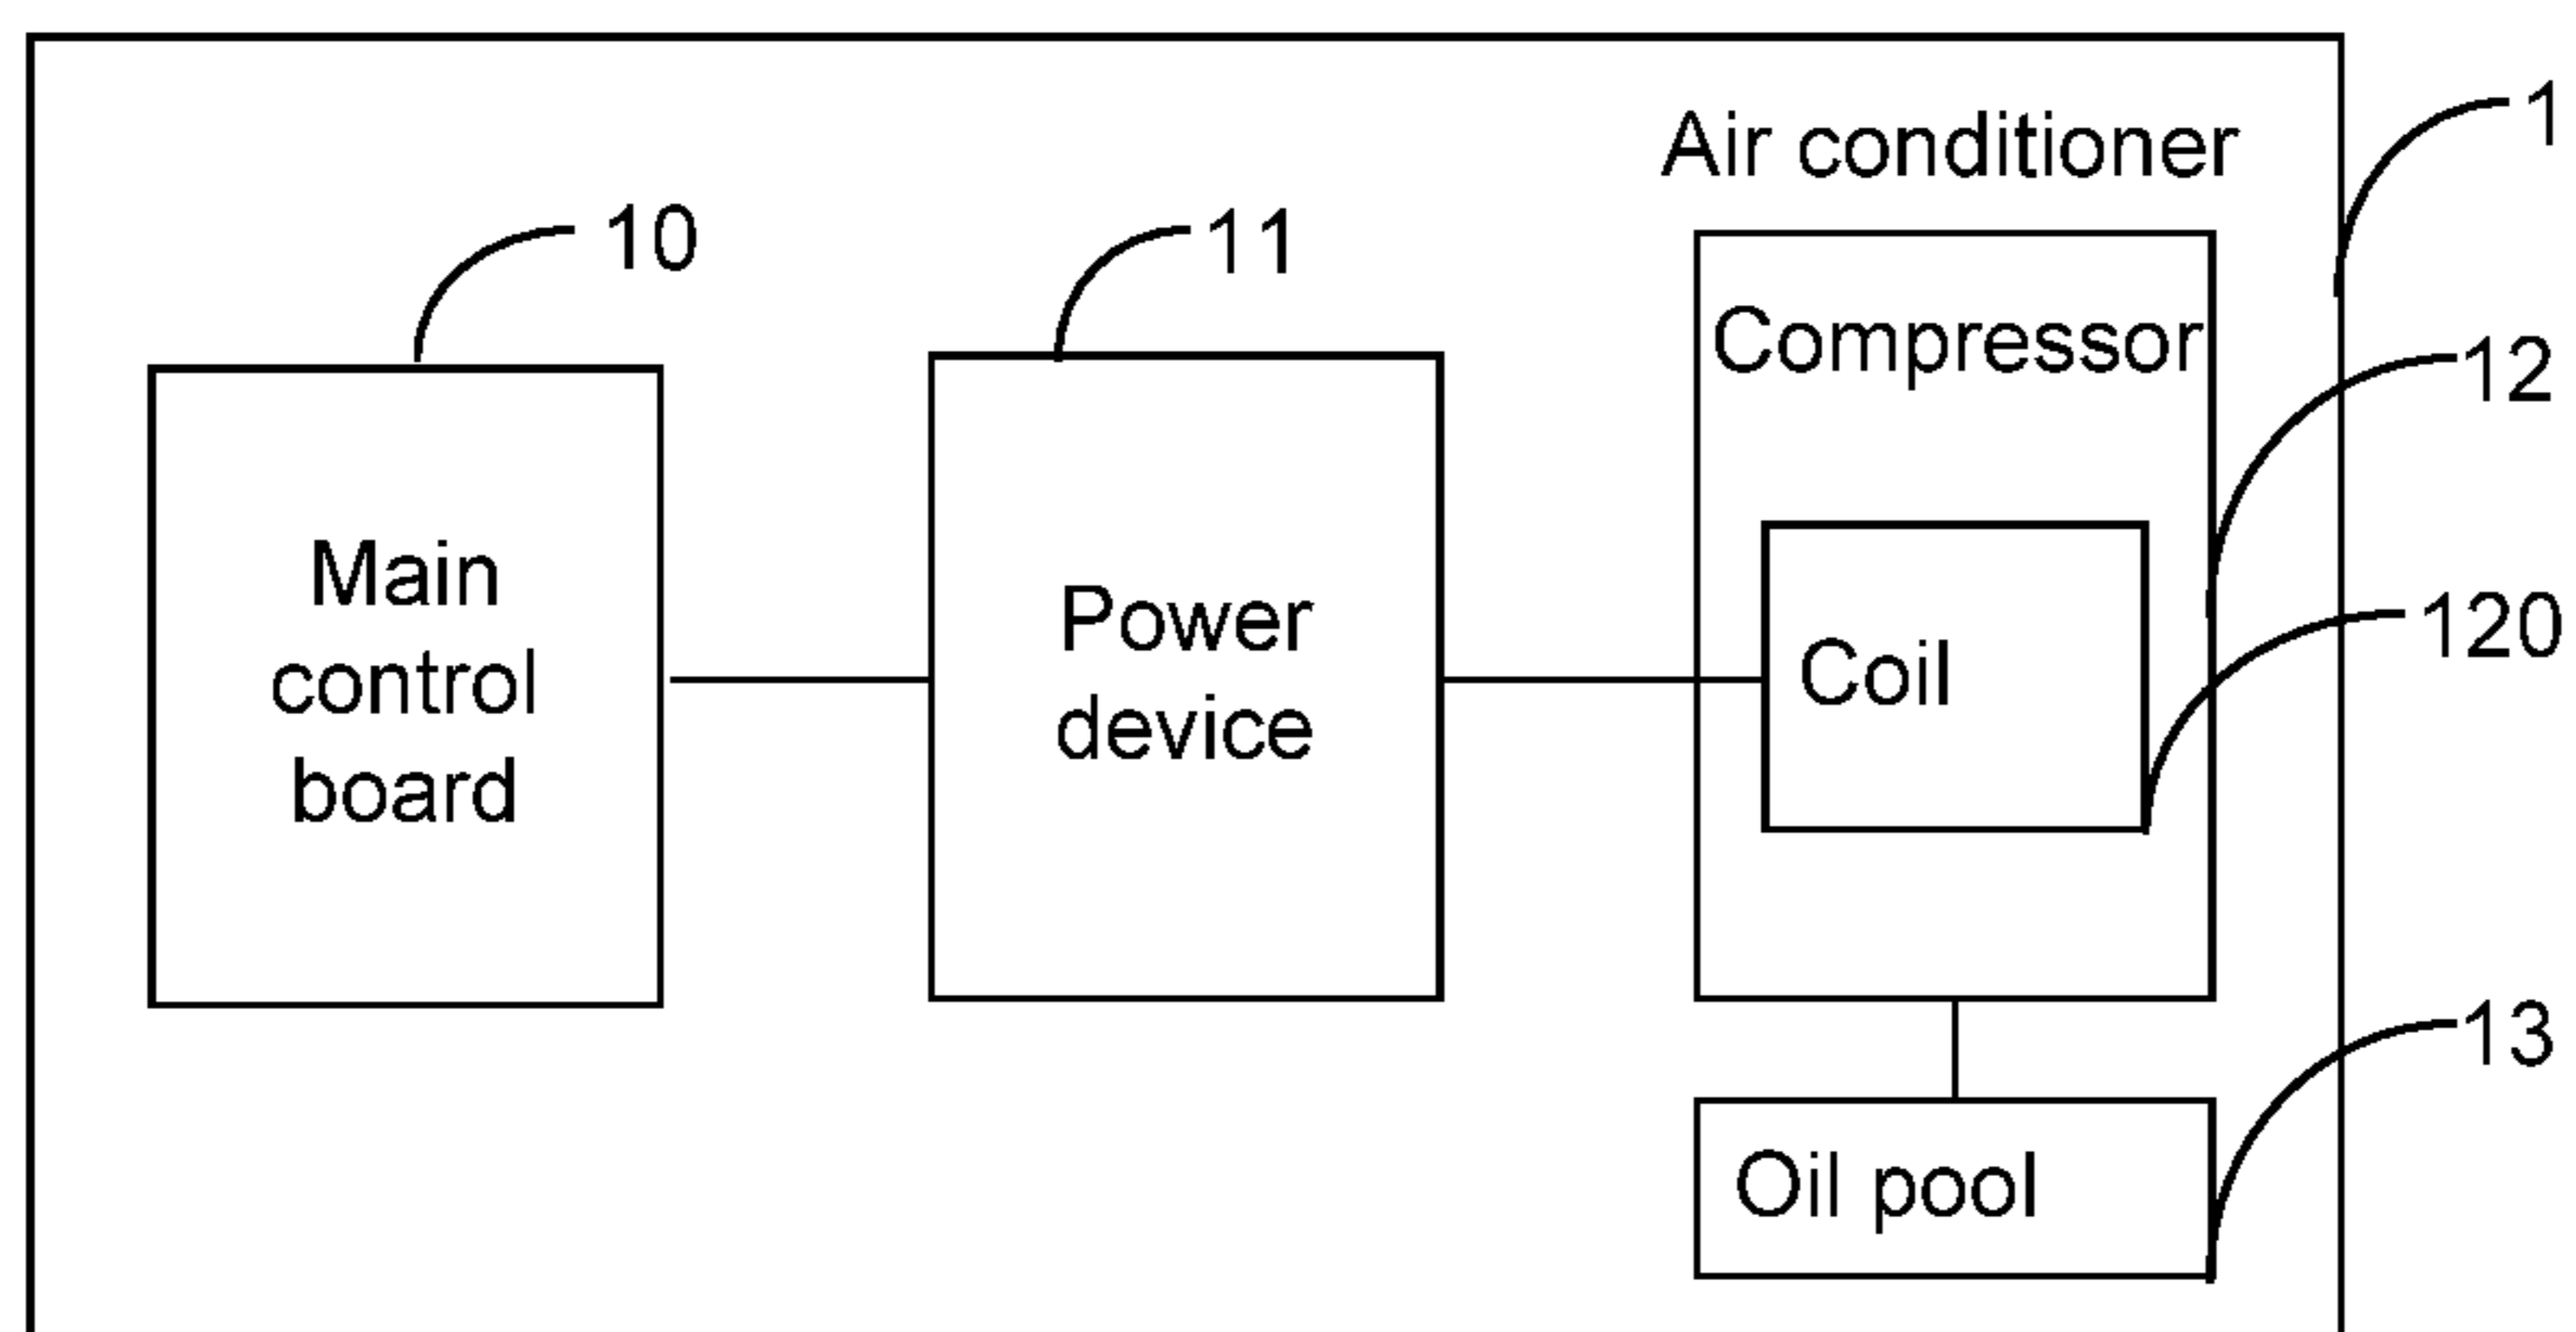 1
Air conditioner
10
11
Compressor
12
Main
control
board
Power
device
Coil
120
13
Oil pool